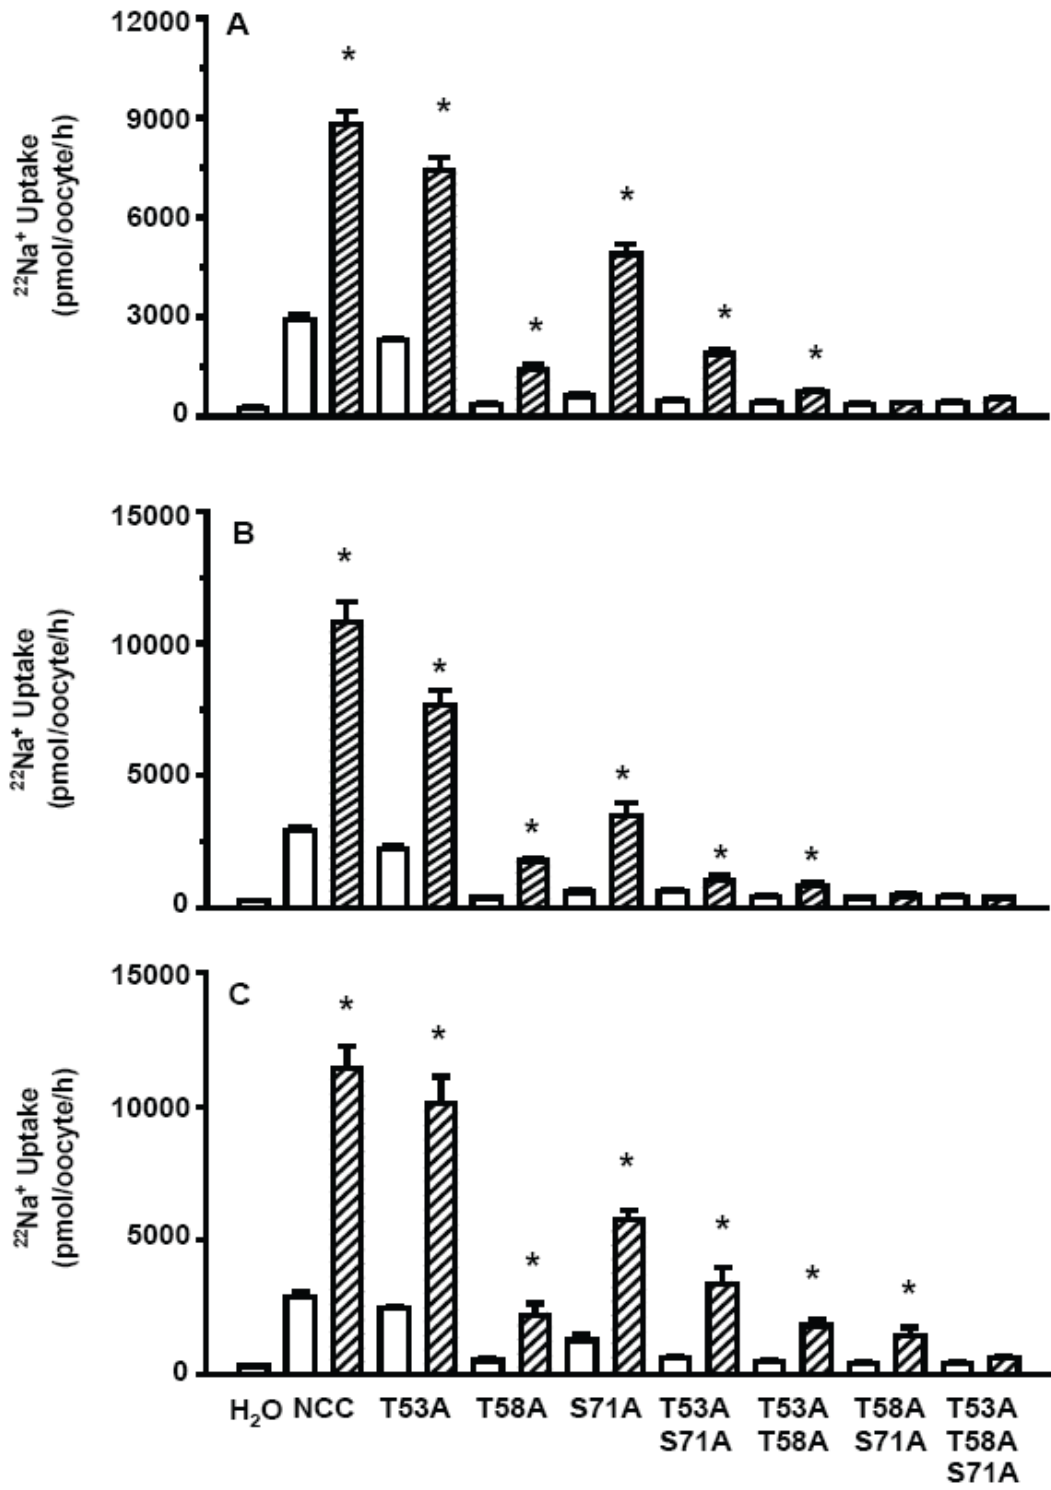 A
12000
9000
6000
3000
0
²²Na⁺ Uptake
(pmol/oocyte/h)
*
*
*
*
*
*
B
15000
10000
5000
0
²²Na⁺ Uptake
(pmol/oocyte/h)
*
*
*
*
*
*
C
15000
10000
5000
0
²²Na⁺ Uptake
(pmol/oocyte/h)
*
*
*
*
*
*
*
H₂O NCC T53A T58A S71A T53A T53A T58A T53A
S71A T58A S71A T58A
S71A